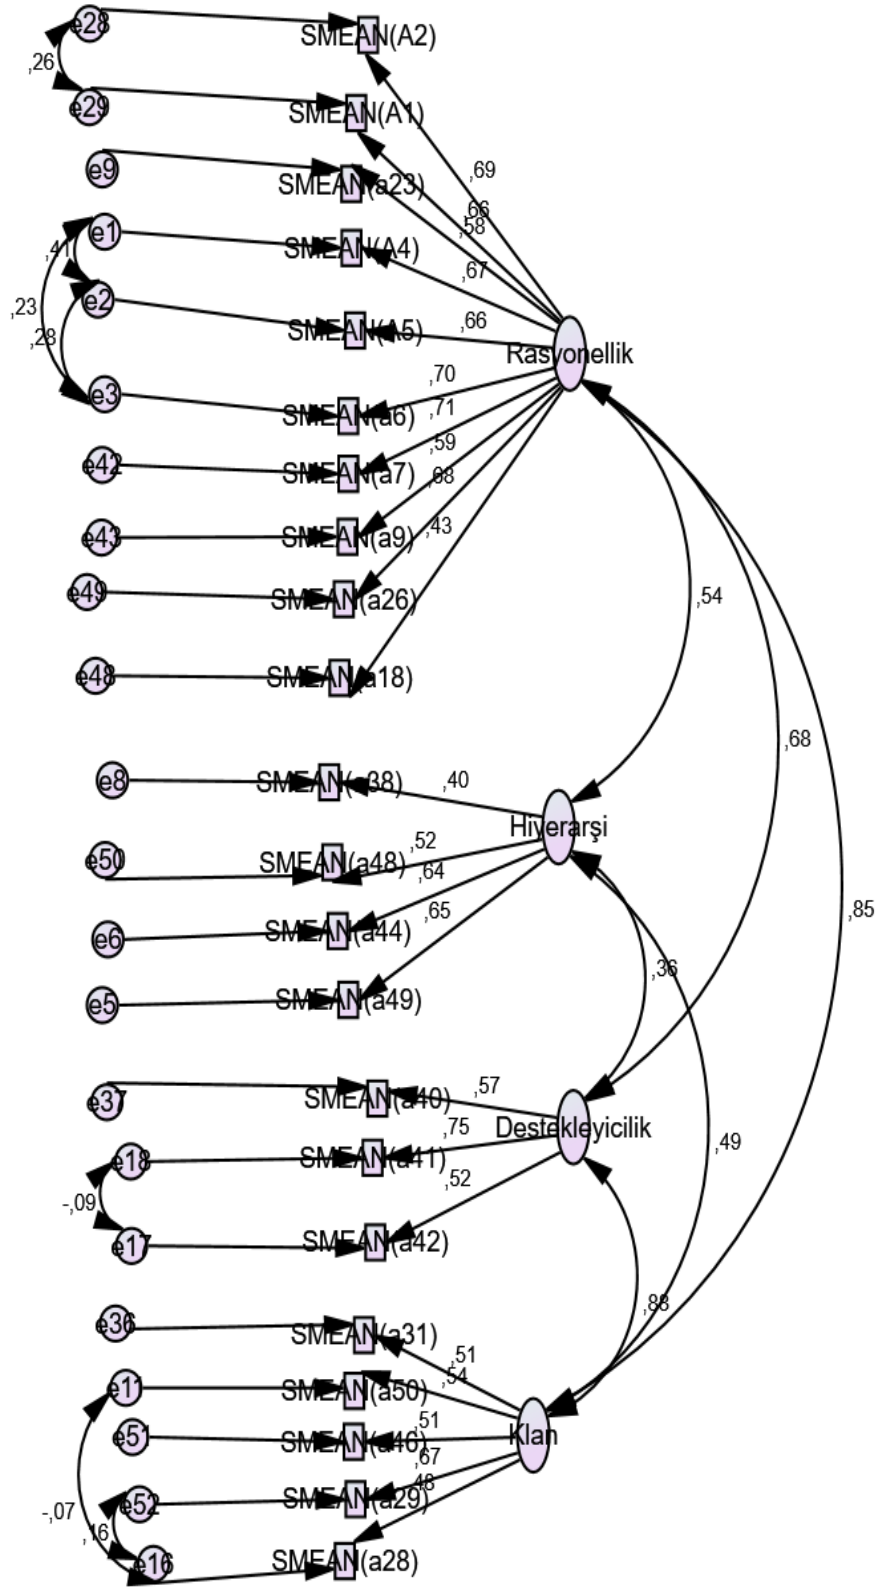 e28
SMEAN(A2)
,26
e29
SMEAN(A1)
e9
SMEAN(a23)
,69
,66
,58
e1
SMEAN(A4)
,41
,67
e2
SMEAN(A5)
,23
,28
,66
Rasyonellik
e3
SMEAN(a6)
,70
,71
e42
SMEAN(a7)
,59
,68
e43
SMEAN(a9)
,43
e49
SMEAN(a26)
,54
e48
SMEAN(a18)
,68
e8
SMEAN(a38)
,40
Hiyerarşi
e50
SMEAN(a48)
,52
,64
e6
SMEAN(a44)
,65
,85
e5
SMEAN(a49)
,36
e37
SMEAN(a40)
,57
Destekleyicilik
e18
SMEAN(a41)
,75
,49
-,09
,52
e17
SMEAN(a42)
e36
SMEAN(a31)
,88
,51
,54
e11
SMEAN(a50)
e51
SMEAN(a46)
,51
Klan
,67
,48
e52
SMEAN(a29)
-,07
,16
e16
SMEAN(a28)